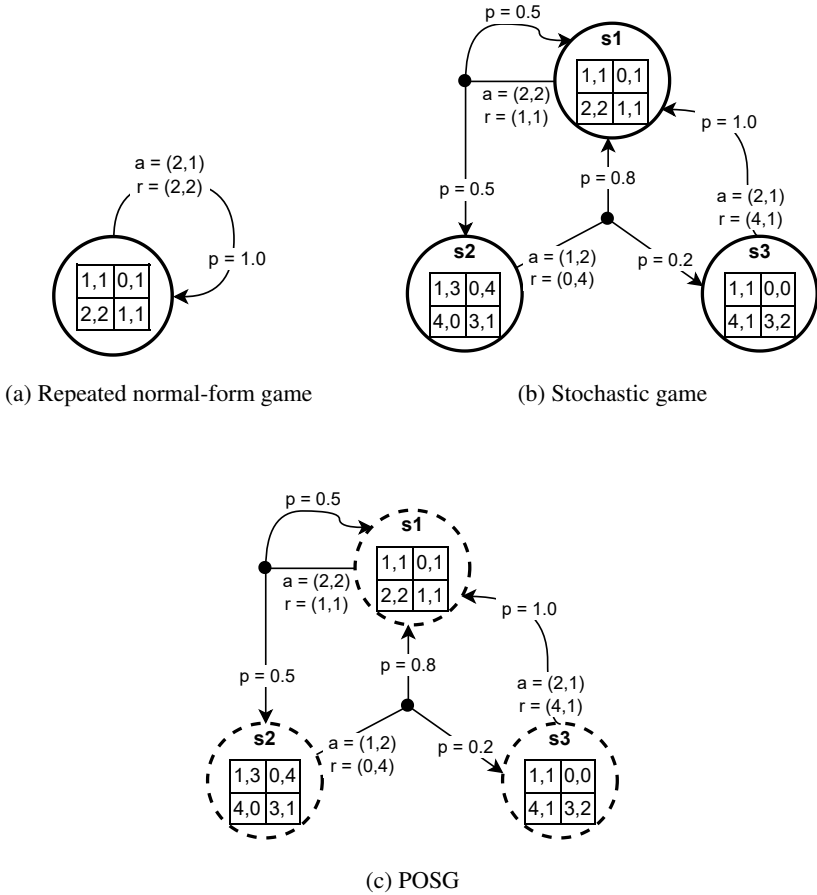 a = (2,1)
r = (2,2)
p = 1.0
1,1 0,1
2,2 1,1
(a) Repeated normal-form game
p = 0.5
s1
1,1 0,1
2,2 1,1
a = (2,2)
r = (1,1)
p = 1.0
p = 0.8
p = 0.5
a = (2,1)
r = (4,1)
s2
1,3 0,4
4,0 3,1
a = (1,2)
r = (0,4)
p = 0.2
s3
1,1 0,0
4,1 3,2
(b) Stochastic game
p = 0.5
s1
1,1 0,1
2,2 1,1
a = (2,2)
r = (1,1)
p = 1.0
p = 0.8
p = 0.5
a = (2,1)
r = (4,1)
s2
1,3 0,4
4,0 3,1
a = (1,2)
r = (0,4)
p = 0.2
s3
1,1 0,0
4,1 3,2
(c) POSG